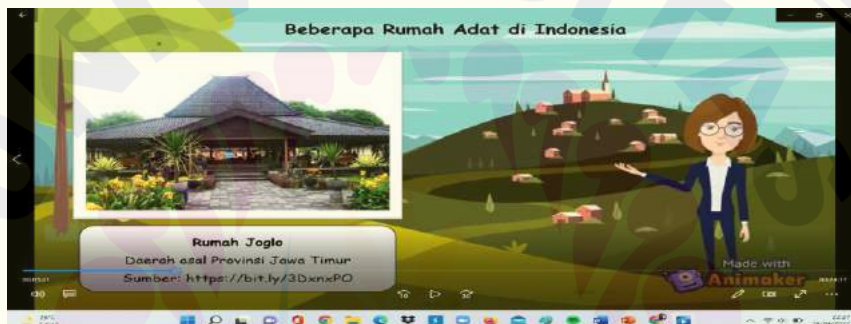 Beberapa Rumah Adat di Indonesia
Rumah Joglo
Daerah asal Provinsi Jawa Timur
Sumber: https://bit.ly/3DxnxPO
Made with
Animaker